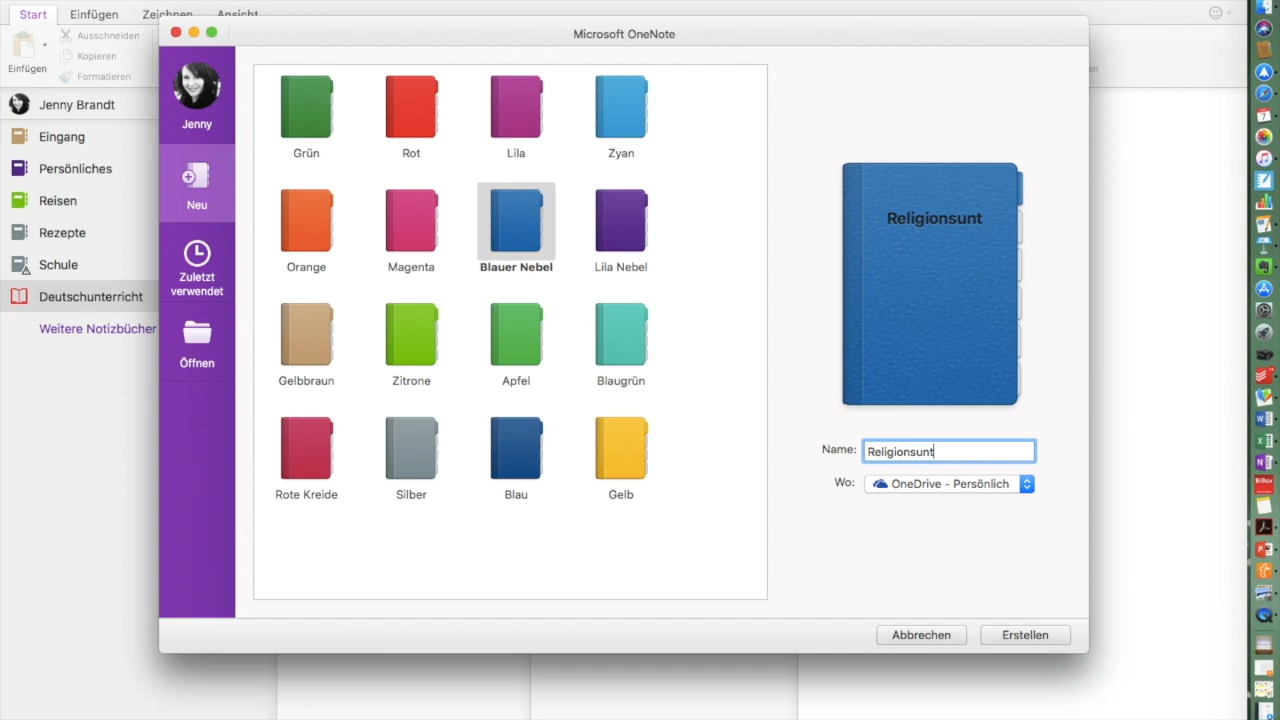 Start Einfügen Zeichnen Ansicht
Microsoft OneNote
Ausschneiden
Kopieren
Einfügen
Formatieren
Jenny Brandt
Eingang
Persönliches
Reisen
Rezepte
Schule
Deutschunterricht
Weitere Notizbücher
Jenny
Neu
Zuletzt
verwendet
Öffnen
Grün Rot Lila Zyan
Orange Magenta Blauer Nebel Lila Nebel
Gelbbraun Zitrone Apfel Blaugrün
Rote Kreide Silber Blau Gelb
Religionsunt
Name: Religionsunt
Wo: OneDrive - Persönlich
Abbrechen Erstellen
7
BiBox